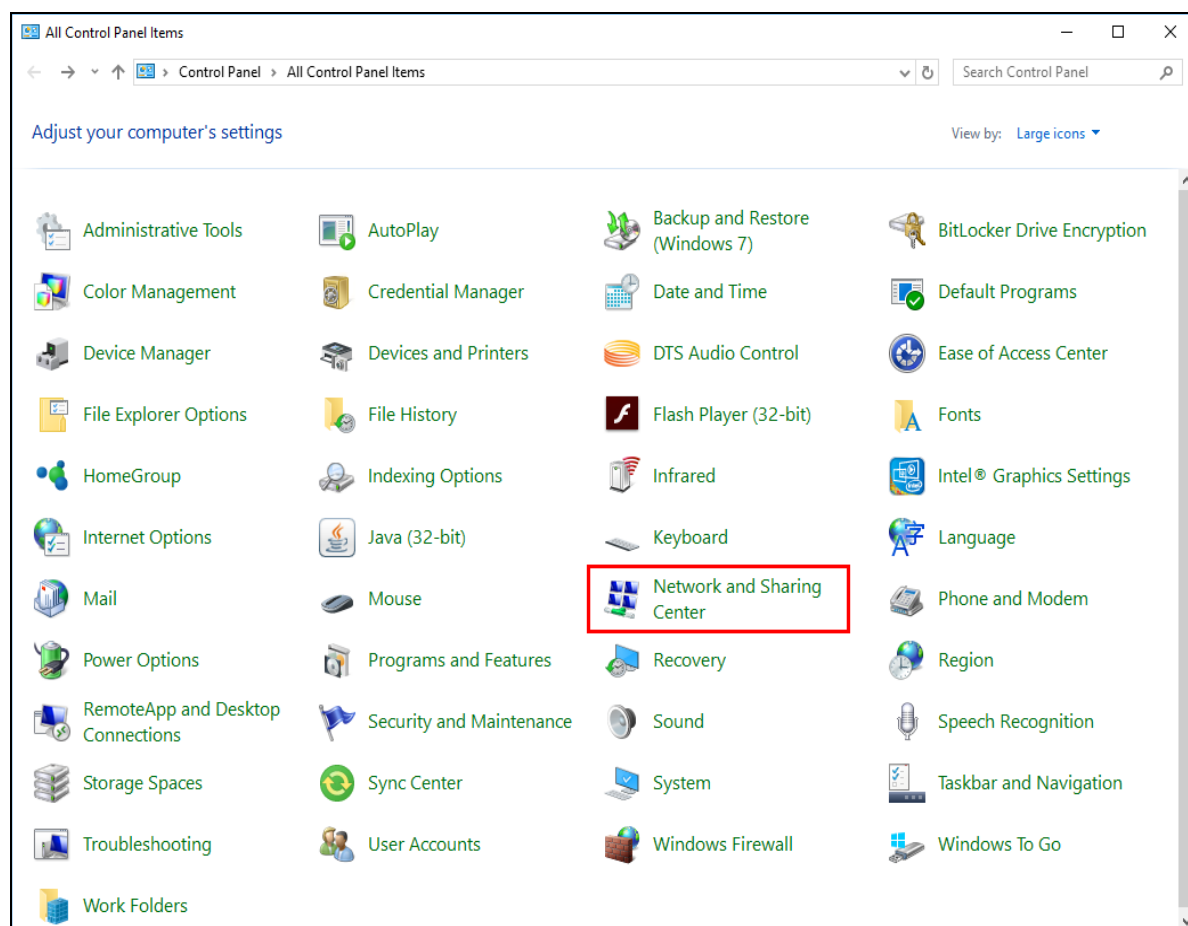 All Control Panel Items
Control Panel > All Control Panel Items
Search Control Panel
Adjust your computer's settings
View by: Large icons
Administrative Tools
AutoPlay
Backup and Restore
(Windows 7)
BitLocker Drive Encryption
Color Management
Credential Manager
Date and Time
Default Programs
Device Manager
Devices and Printers
DTS Audio Control
Ease of Access Center
File Explorer Options
File History
Flash Player (32-bit)
Fonts
HomeGroup
Indexing Options
Infrared
Intel® Graphics Settings
Internet Options
Java (32-bit)
Keyboard
Language
Mail
Mouse
Network and Sharing
Center
Phone and Modem
Power Options
Programs and Features
Recovery
Region
RemoteApp and Desktop
Connections
Security and Maintenance
Sound
Speech Recognition
Storage Spaces
Sync Center
System
Taskbar and Navigation
Troubleshooting
User Accounts
Windows Firewall
Windows To Go
Work Folders